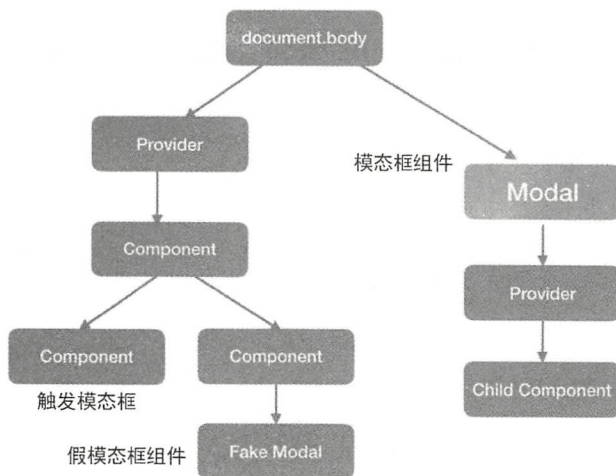 document.body
Provider
模态框组件
Modal
Component
Provider
Component
Component
Child Component
触发模态框
假模态框组件
Fake Modal